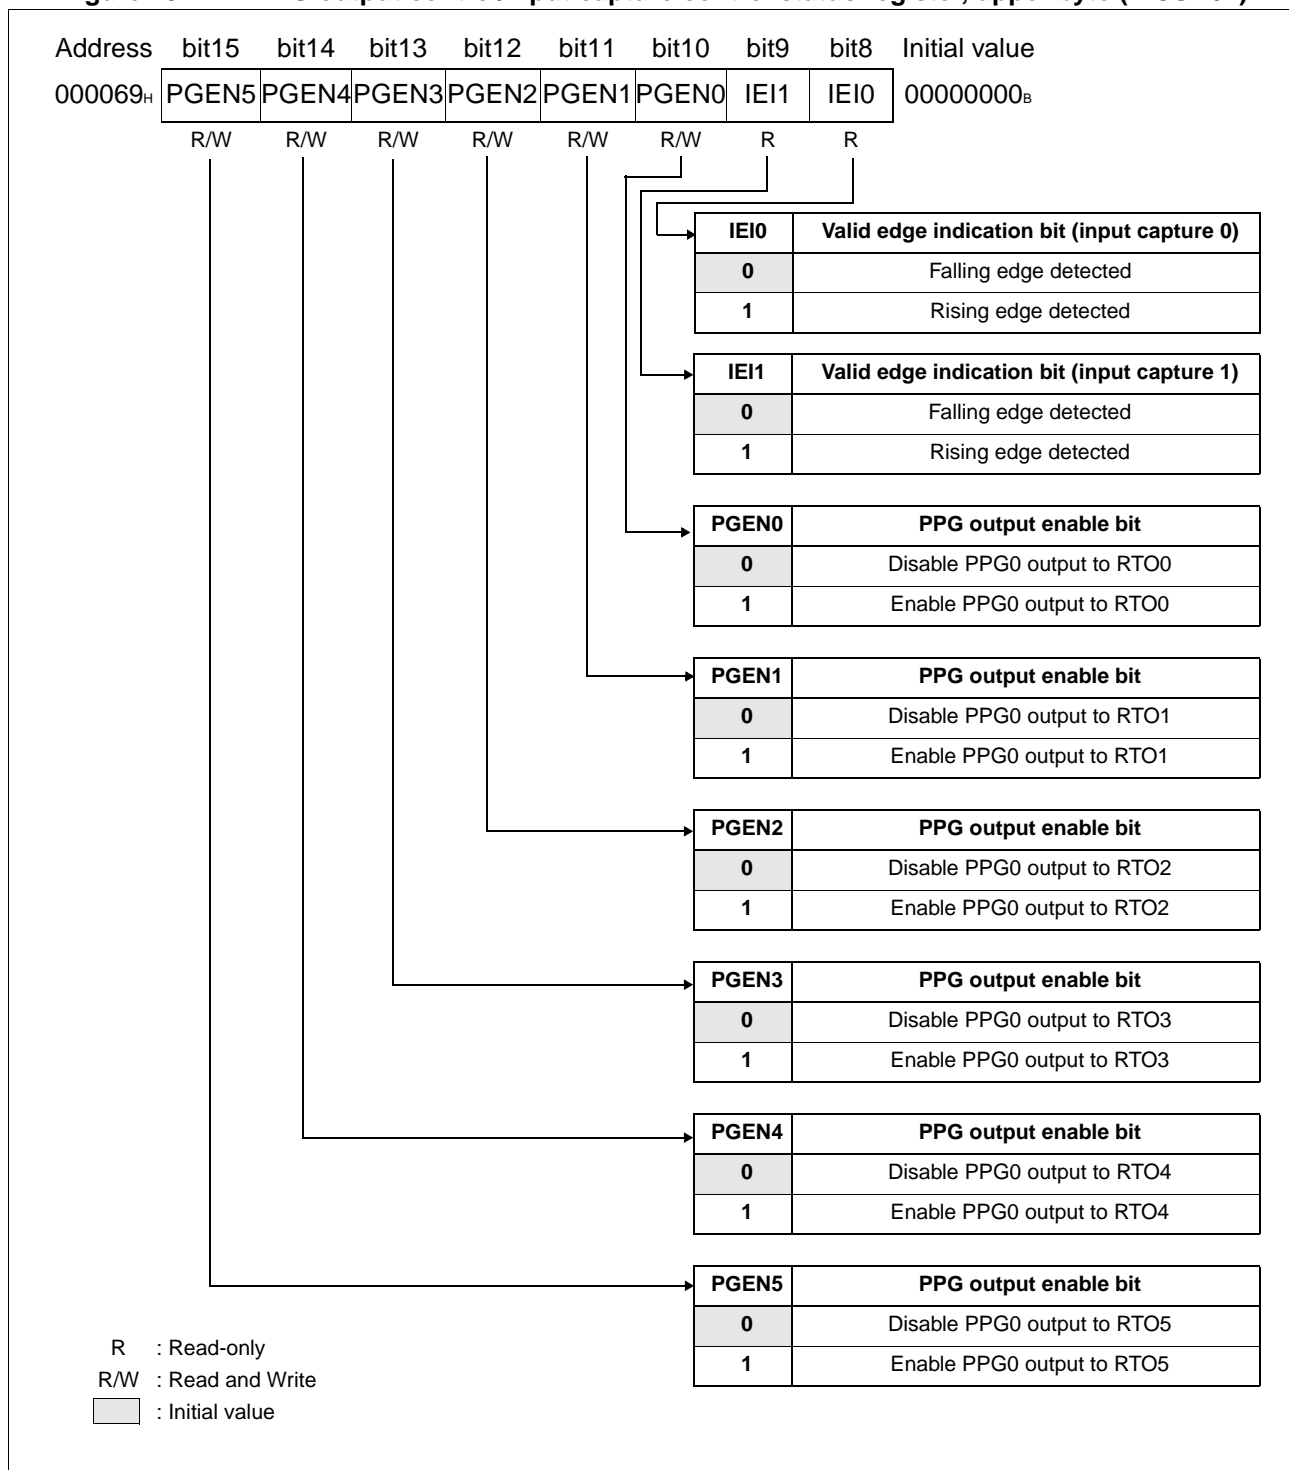 Address bit15 bit14 bit13 bit12 bit11 bit10 bit9 bit8 Initial value
000069H PGEN5 PGEN4 PGEN3 PGEN2 PGEN1 PGEN0 IEI1 IEI0 00000000B
R/W R/W R/W R/W R/W R/W R R
IEI0 Valid edge indication bit (input capture 0)
0 Falling edge detected
1 Rising edge detected
IEI1 Valid edge indication bit (input capture 1)
0 Falling edge detected
1 Rising edge detected
PGEN0 PPG output enable bit
0 Disable PPG0 output to RTO0
1 Enable PPG0 output to RTO0
PGEN1 PPG output enable bit
0 Disable PPG0 output to RTO1
1 Enable PPG0 output to RTO1
PGEN2 PPG output enable bit
0 Disable PPG0 output to RTO2
1 Enable PPG0 output to RTO2
PGEN3 PPG output enable bit
0 Disable PPG0 output to RTO3
1 Enable PPG0 output to RTO3
PGEN4 PPG output enable bit
0 Disable PPG0 output to RTO4
1 Enable PPG0 output to RTO4
PGEN5 PPG output enable bit
0 Disable PPG0 output to RTO5
1 Enable PPG0 output to RTO5
R : Read-only
R/W : Read and Write
: Initial value